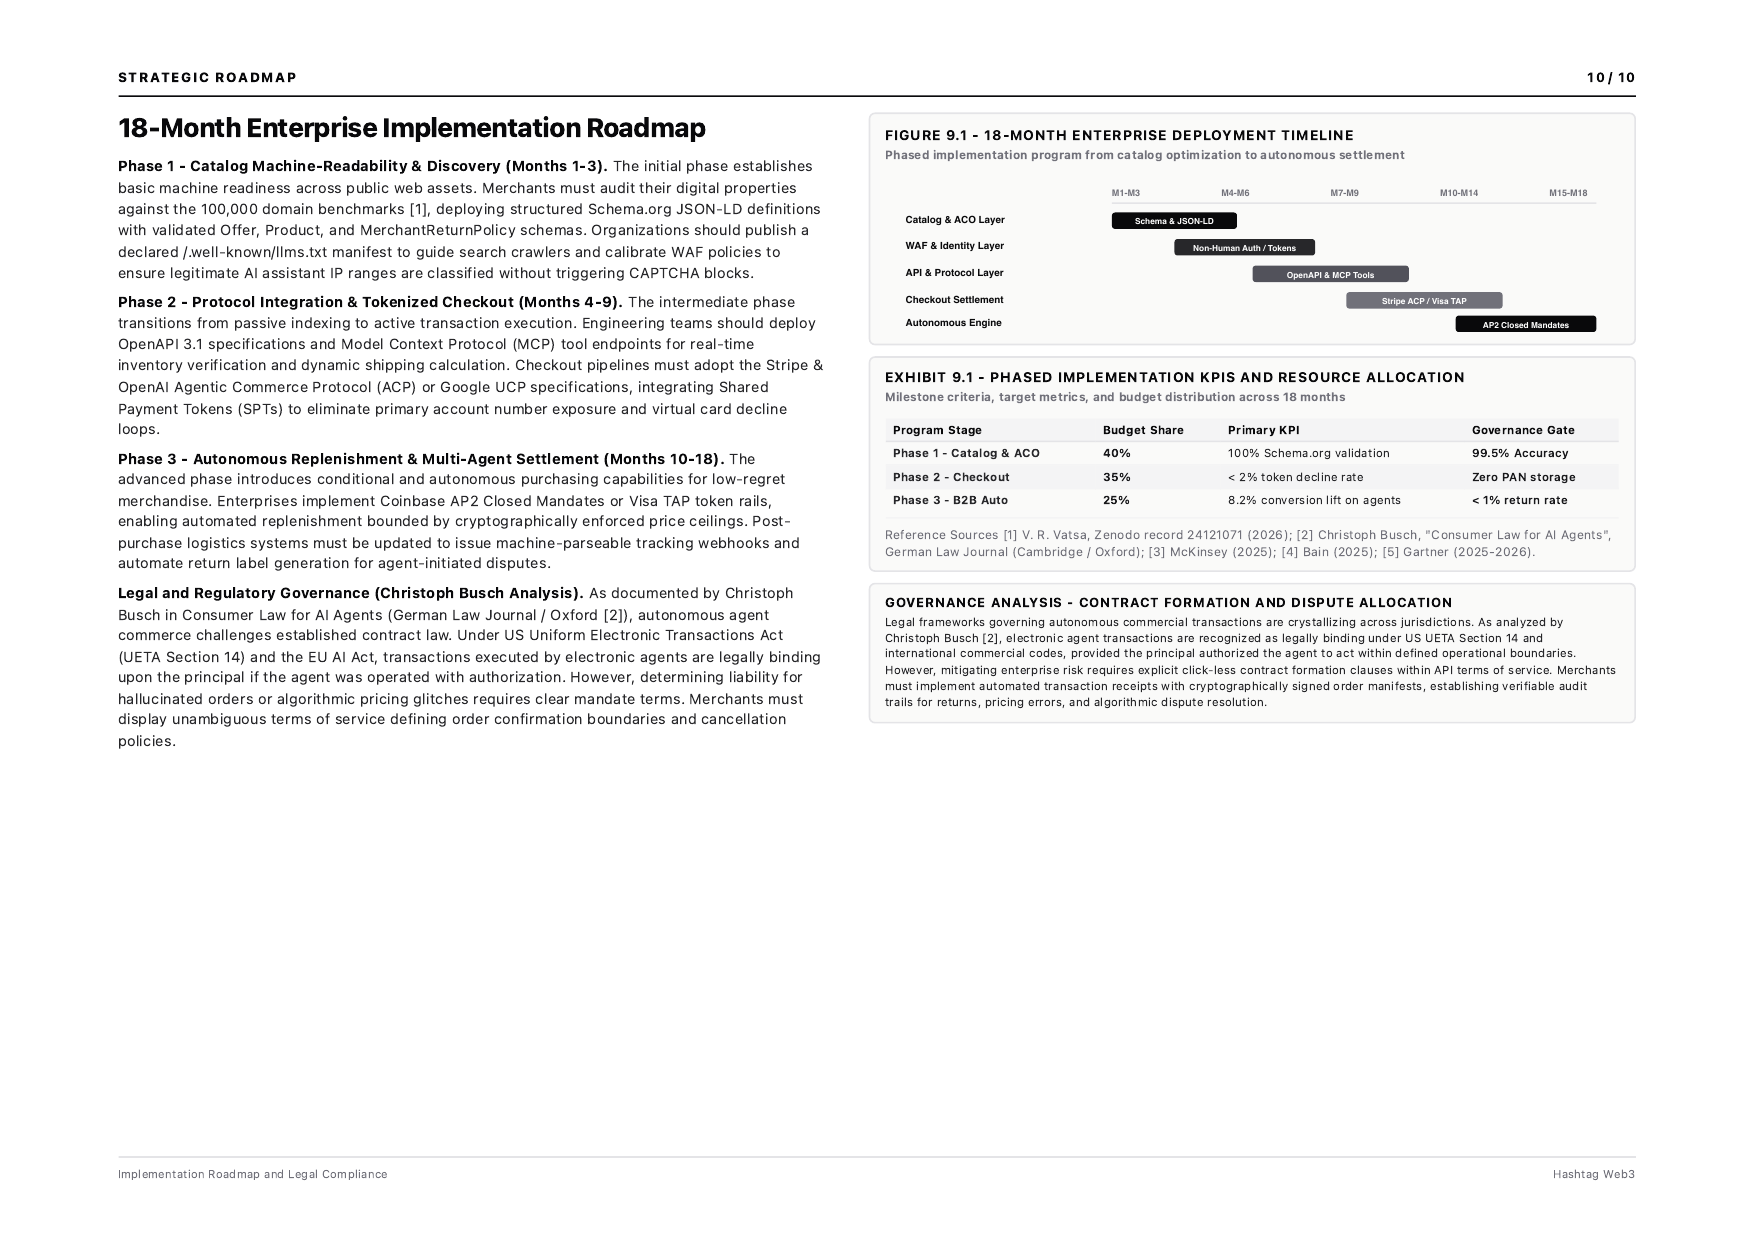 STRATEGIC ROADMAP
10 / 10
18-Month Enterprise Implementation Roadmap
Phase 1 - Catalog Machine-Readability & Discovery (Months 1-3). The initial phase establishes
basic machine readiness across public web assets. Merchants must audit their digital properties
against the 100,000 domain benchmarks [1], deploying structured Schema.org JSON-LD definitions
with validated Offer, Product, and MerchantReturnPolicy schemas. Organizations should publish a
declared /.well-known/llms.txt manifest to guide search crawlers and calibrate WAF policies to
ensure legitimate AI assistant IP ranges are classified without triggering CAPTCHA blocks.
Phase 2 - Protocol Integration & Tokenized Checkout (Months 4-9). The intermediate phase
transitions from passive indexing to active transaction execution. Engineering teams should deploy
OpenAPI 3.1 specifications and Model Context Protocol (MCP) tool endpoints for real-time
inventory verification and dynamic shipping calculation. Checkout pipelines must adopt the Stripe &
OpenAI Agentic Commerce Protocol (ACP) or Google UCP specifications, integrating Shared
Payment Tokens (SPTs) to eliminate primary account number exposure and virtual card decline
loops.
Phase 3 - Autonomous Replenishment & Multi-Agent Settlement (Months 10-18). The
advanced phase introduces conditional and autonomous purchasing capabilities for low-regret
merchandise. Enterprises implement Coinbase AP2 Closed Mandates or Visa TAP token rails,
enabling automated replenishment bounded by cryptographically enforced price ceilings. Post-
purchase logistics systems must be updated to issue machine-parseable tracking webhooks and
automate return label generation for agent-initiated disputes.
Legal and Regulatory Governance (Christoph Busch Analysis). As documented by Christoph
Busch in Consumer Law for AI Agents (German Law Journal / Oxford [2]), autonomous agent
commerce challenges established contract law. Under US Uniform Electronic Transactions Act
(UETA Section 14) and the EU AI Act, transactions executed by electronic agents are legally binding
upon the principal if the agent was operated with authorization. However, determining liability for
hallucinated orders or algorithmic pricing glitches requires clear mandate terms. Merchants must
display unambiguous terms of service defining order confirmation boundaries and cancellation
policies.
FIGURE 9.1 - 18-MONTH ENTERPRISE DEPLOYMENT TIMELINE
Phased implementation program from catalog optimization to autonomous settlement
M1-M3 M4-M6 M7-M9 M10-M14 M15-M18
Catalog & ACO Layer Schema & JSON-LD
WAF & Identity Layer Non-Human Auth / Tokens
API & Protocol Layer OpenAPI & MCP Tools
Checkout Settlement Stripe ACP / Visa TAP
Autonomous Engine AP2 Closed Mandates
EXHIBIT 9.1 - PHASED IMPLEMENTATION KPIS AND RESOURCE ALLOCATION
Milestone criteria, target metrics, and budget distribution across 18 months
Program Stage Budget Share Primary KPI Governance Gate
Phase 1 - Catalog & ACO 40% 100% Schema.org validation 99.5% Accuracy
Phase 2 - Checkout 35% < 2% token decline rate Zero PAN storage
Phase 3 - B2B Auto 25% 8.2% conversion lift on agents < 1% return rate
Reference Sources [1] V. R. Vatsa, Zenodo record 24121071 (2026); [2] Christoph Busch, "Consumer Law for AI Agents",
German Law Journal (Cambridge / Oxford); [3] McKinsey (2025); [4] Bain (2025); [5] Gartner (2025-2026).
GOVERNANCE ANALYSIS - CONTRACT FORMATION AND DISPUTE ALLOCATION
Legal frameworks governing autonomous commercial transactions are crystallizing across jurisdictions. As analyzed by
Christoph Busch [2], electronic agent transactions are recognized as legally binding under US UETA Section 14 and
international commercial codes, provided the principal authorized the agent to act within defined operational boundaries.
However, mitigating enterprise risk requires explicit click-less contract formation clauses within API terms of service. Merchants
must implement automated transaction receipts with cryptographically signed order manifests, establishing verifiable audit
trails for returns, pricing errors, and algorithmic dispute resolution.
Implementation Roadmap and Legal Compliance
Hashtag Web3